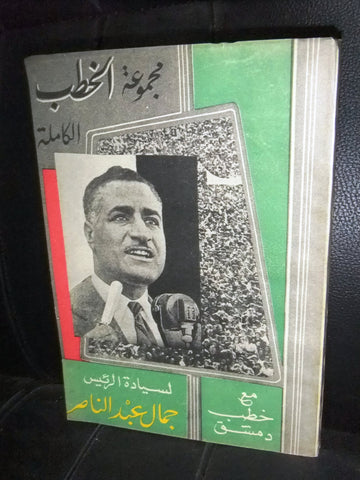 مجموعة الخطب
الكاملة
لسيادة الرئيس
جمال عبد الناصر
مع
خطب
دمشق